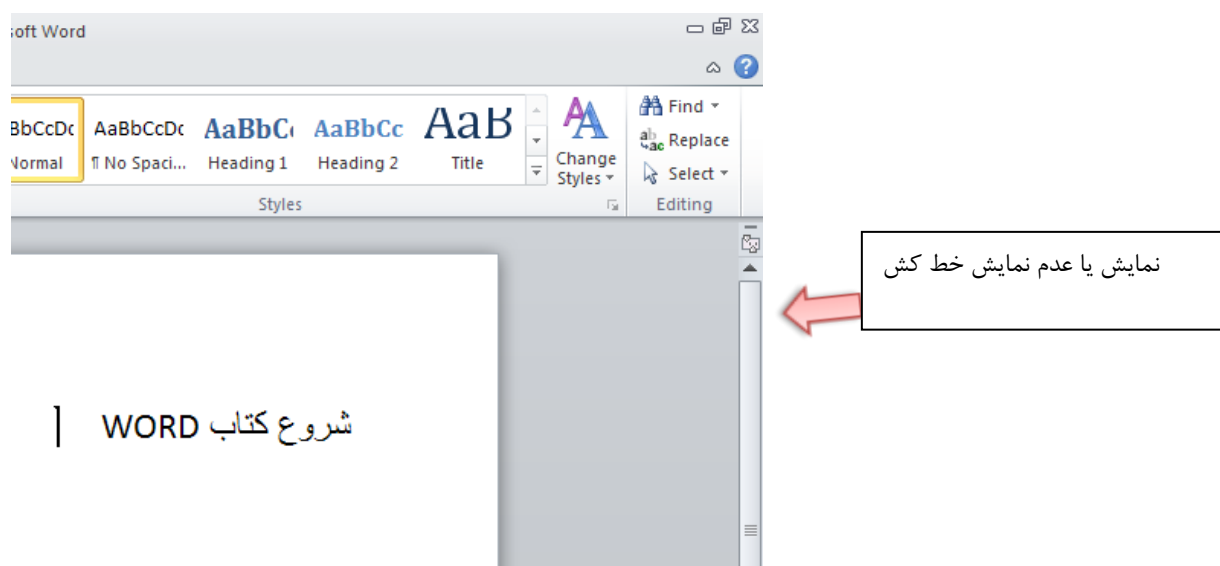 soft Word
BbCcDc AaBbCcDc AaBbC AaBbCc AaB
Normal ¶ No Spaci... Heading 1 Heading 2 Title
Change
Styles
Find
Replace
Select
Styles
Editing
نمایش یا عدم نمایش خط کش
شروع کتاب WORD